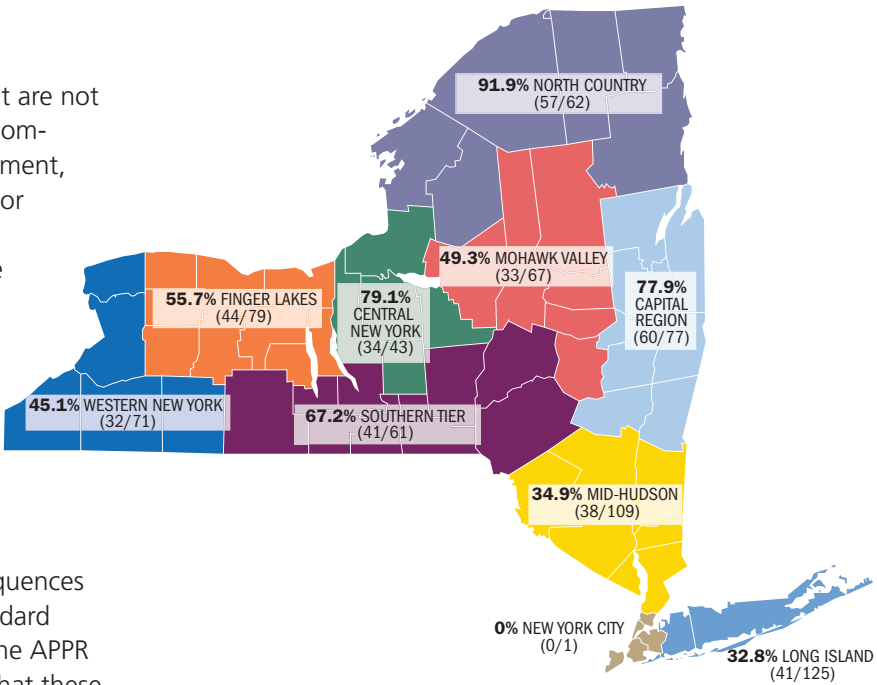 t are not
om-
ment,
or
e
91.9% NORTH COUNTRY
(57/62)
49.3% MOHAWK VALLEY
(33/67)
77.9%
CAPITAL
REGION
(60/77)
55.7% FINGER LAKES
(44/79)
79.1%
CENTRAL
NEW YORK
(34/43)
45.1% WESTERN NEW YORK
(32/71)
67.2% SOUTHERN TIER
(41/61)
34.9% MID-HUDSON
(38/109)
quences
dard
ne APPR
hat these
0% NEW YORK CITY
(0/1)
32.8% LONG ISLAND
(41/125)